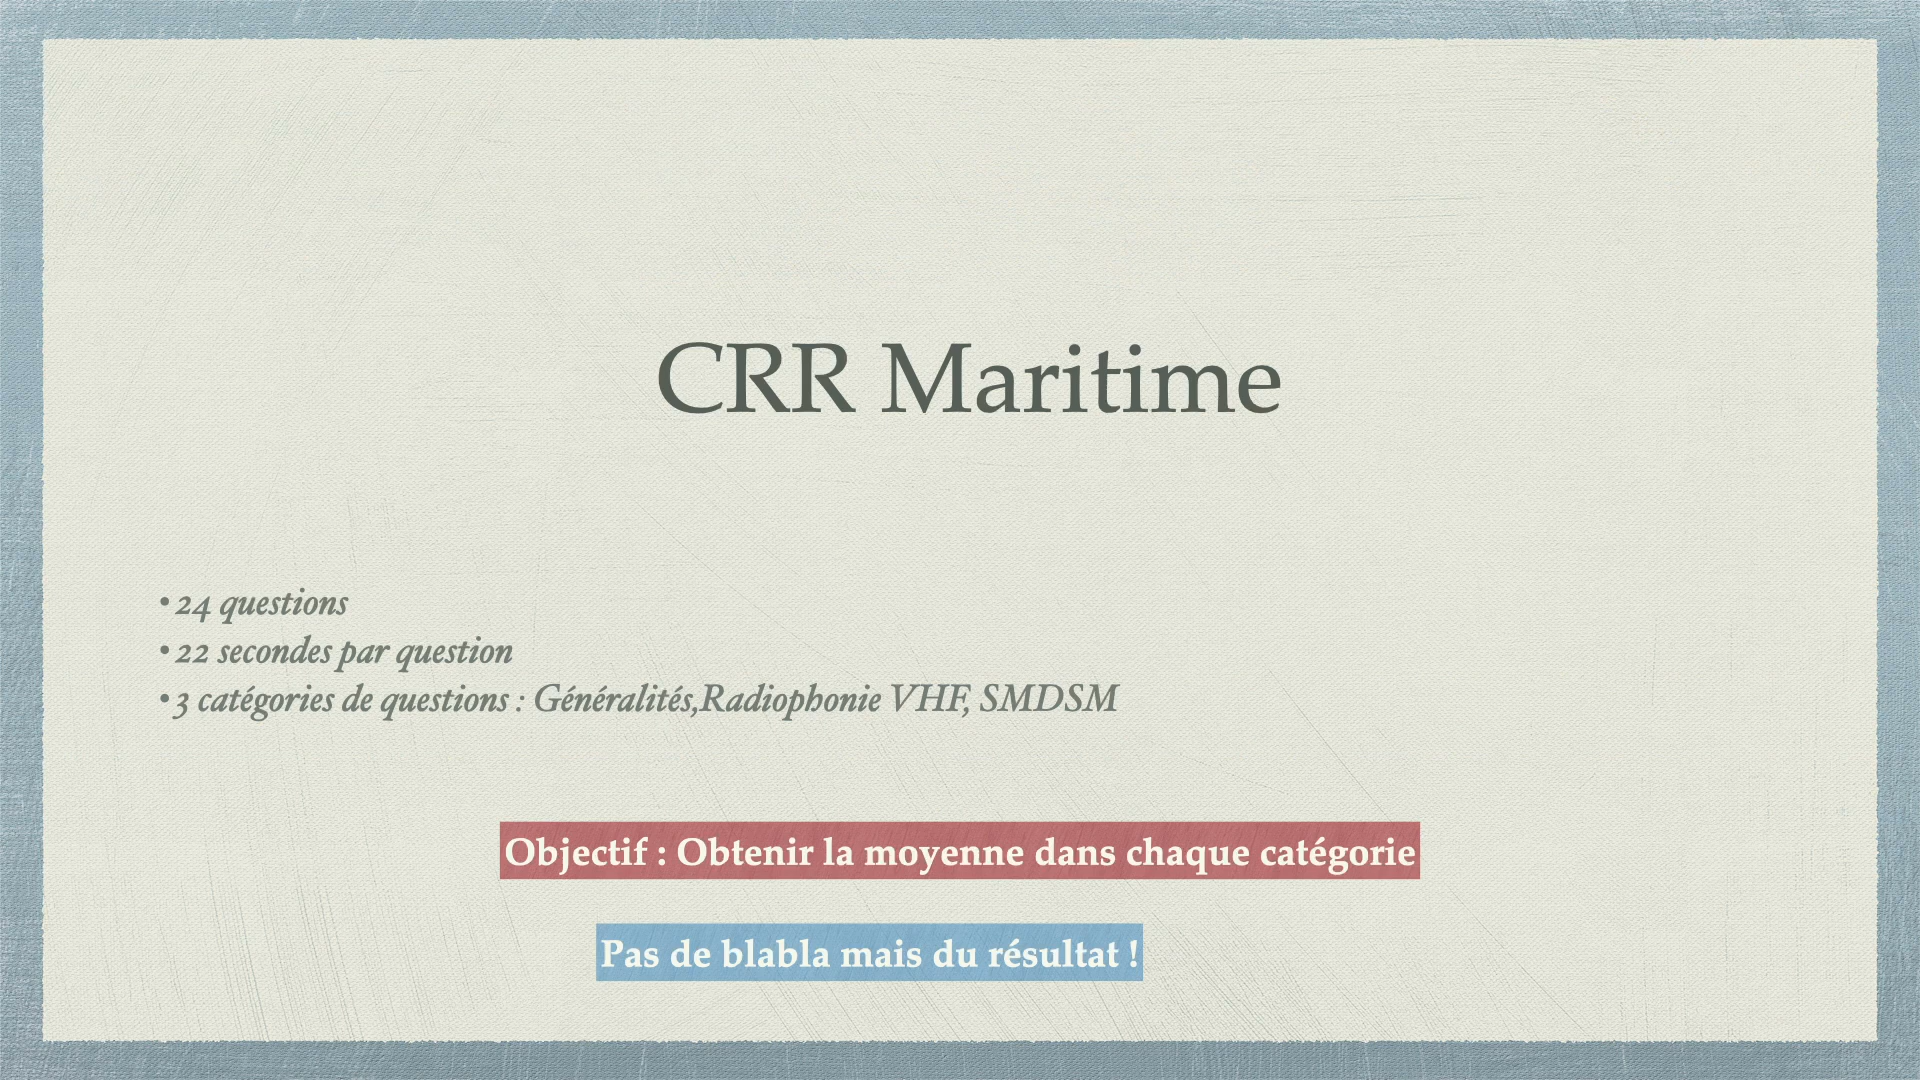 CRR Maritime
• 24 questions
• 22 secondes par question
• 3 catégories de questions : Généralités,Radiophonie VHF, SMDSM
Objectif : Obtenir la moyenne dans chaque catégorie
Pas de blabla mais du résultat !